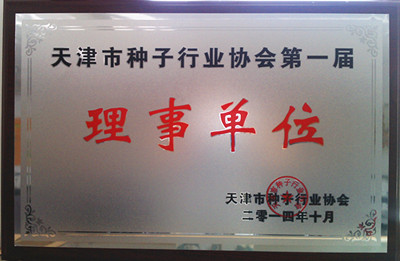 天津市种子行业协会第一届
理事单位
天津市种子行业协会
二零一四年十月